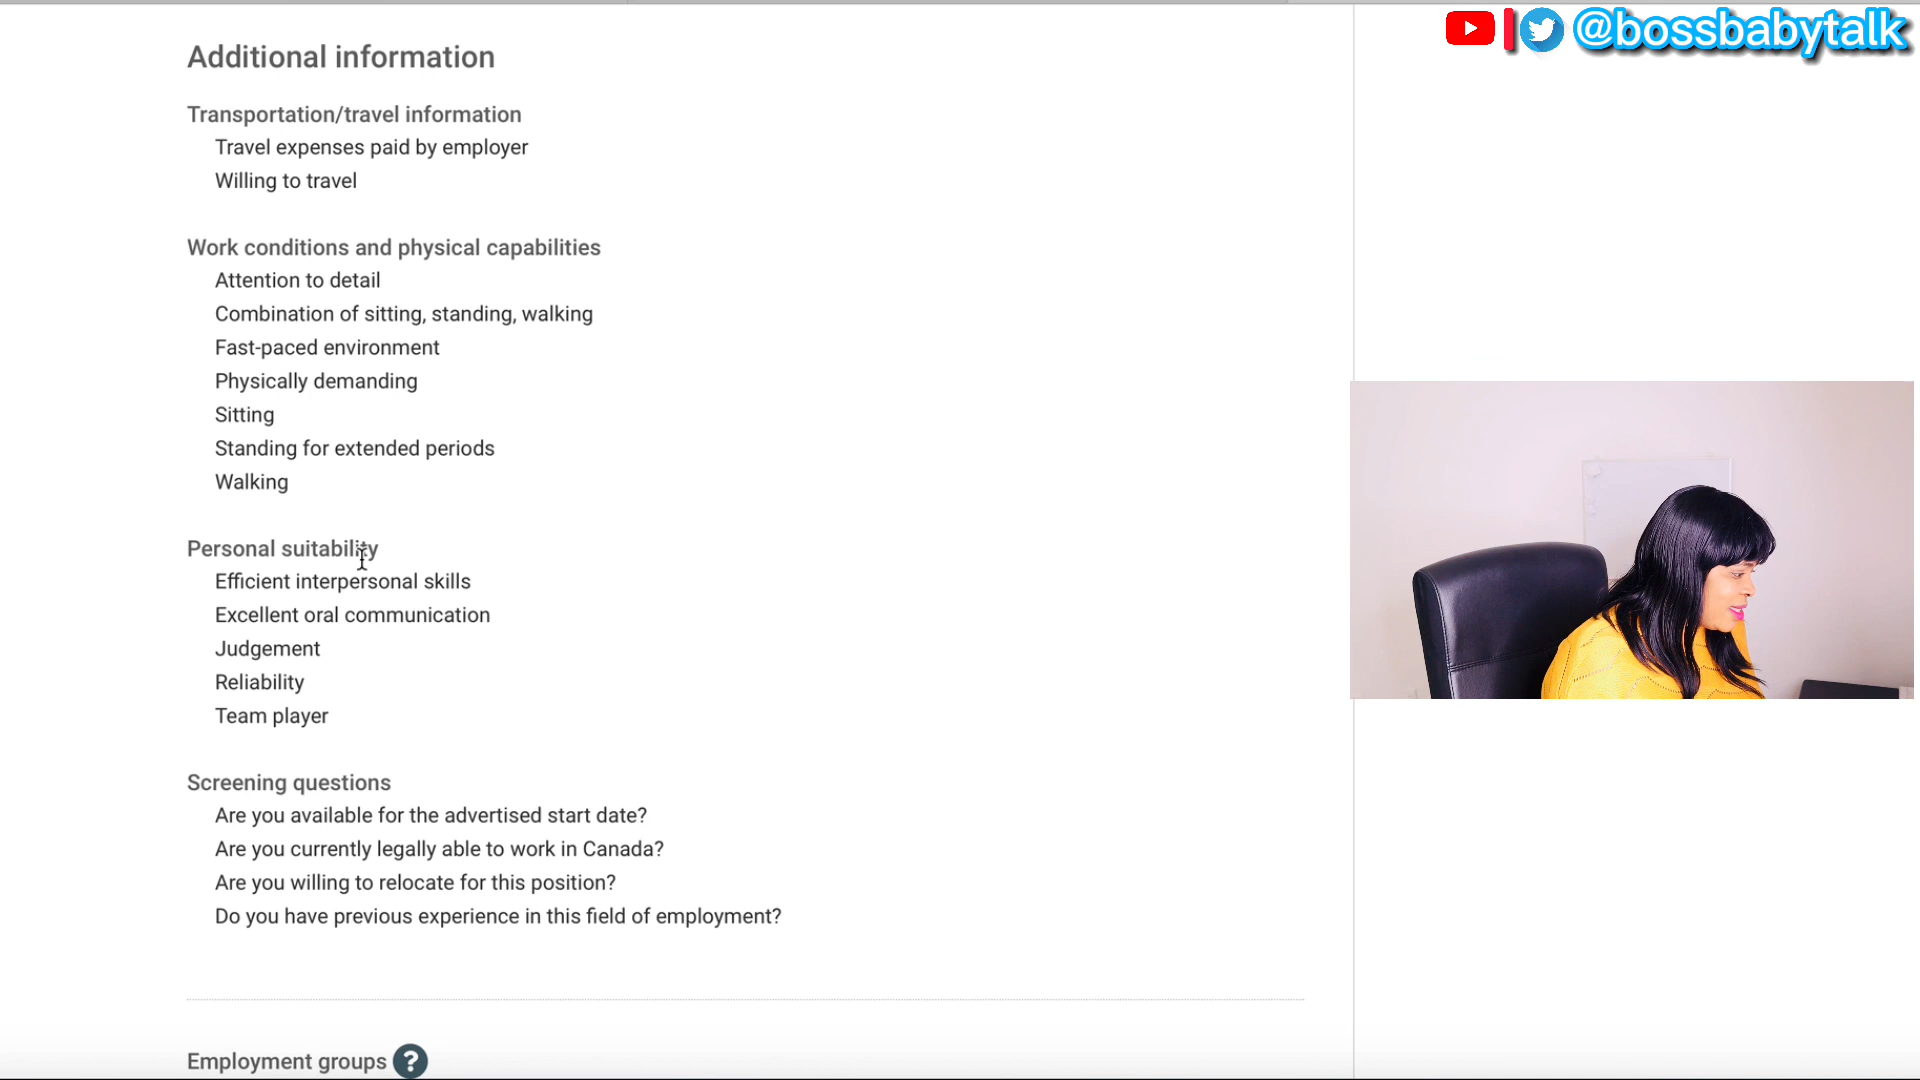 @bossbabytalk
Additional information
Transportation/travel information
Travel expenses paid by employer
Willing to travel
Work conditions and physical capabilities
Attention to detail
Combination of sitting, standing, walking
Fast-paced environment
Physically demanding
Sitting
Standing for extended periods
Walking
Personal suitability
Efficient interpersonal skills
Excellent oral communication
Judgement
Reliability
Team player
Screening questions
Are you available for the advertised start date?
Are you currently legally able to work in Canada?
Are you willing to relocate for this position?
Do you have previous experience in this field of employment?
Employment groups ?